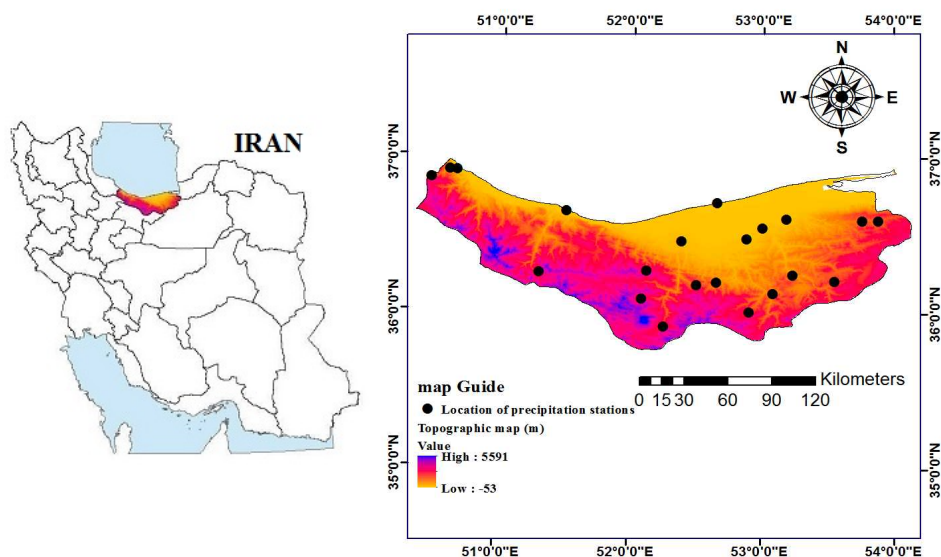 IRAN
51°0'0"E 52°0'0"E 53°0'0"E 54°0'0"E
N
W E
S
37°0'0"N 37°0'0"N
36°0'0"N 36°0'0"N
35°0'0"N 35°0'0"N
map Guide
Location of precipitation stations
Topographic map (m)
Value
High : 5591
Low : -53
Kilometers
0 15 30 60 90 120
51°0'0"E 52°0'0"E 53°0'0"E 54°0'0"E